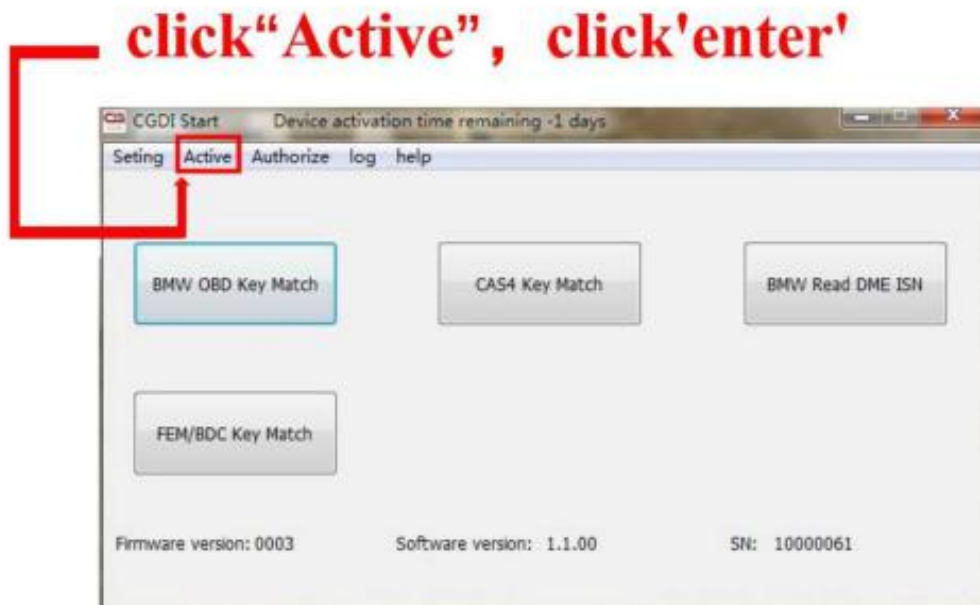 click“Active”, click'enter'
CGDI Start Device activation time remaining -1 days
Seting Active Authorize log help
BMW OBD Key Match CAS4 Key Match BMW Read DME ISN
FEM/BDC Key Match
Firmware version: 0003 Software version: 1.1.00 SN: 10000061